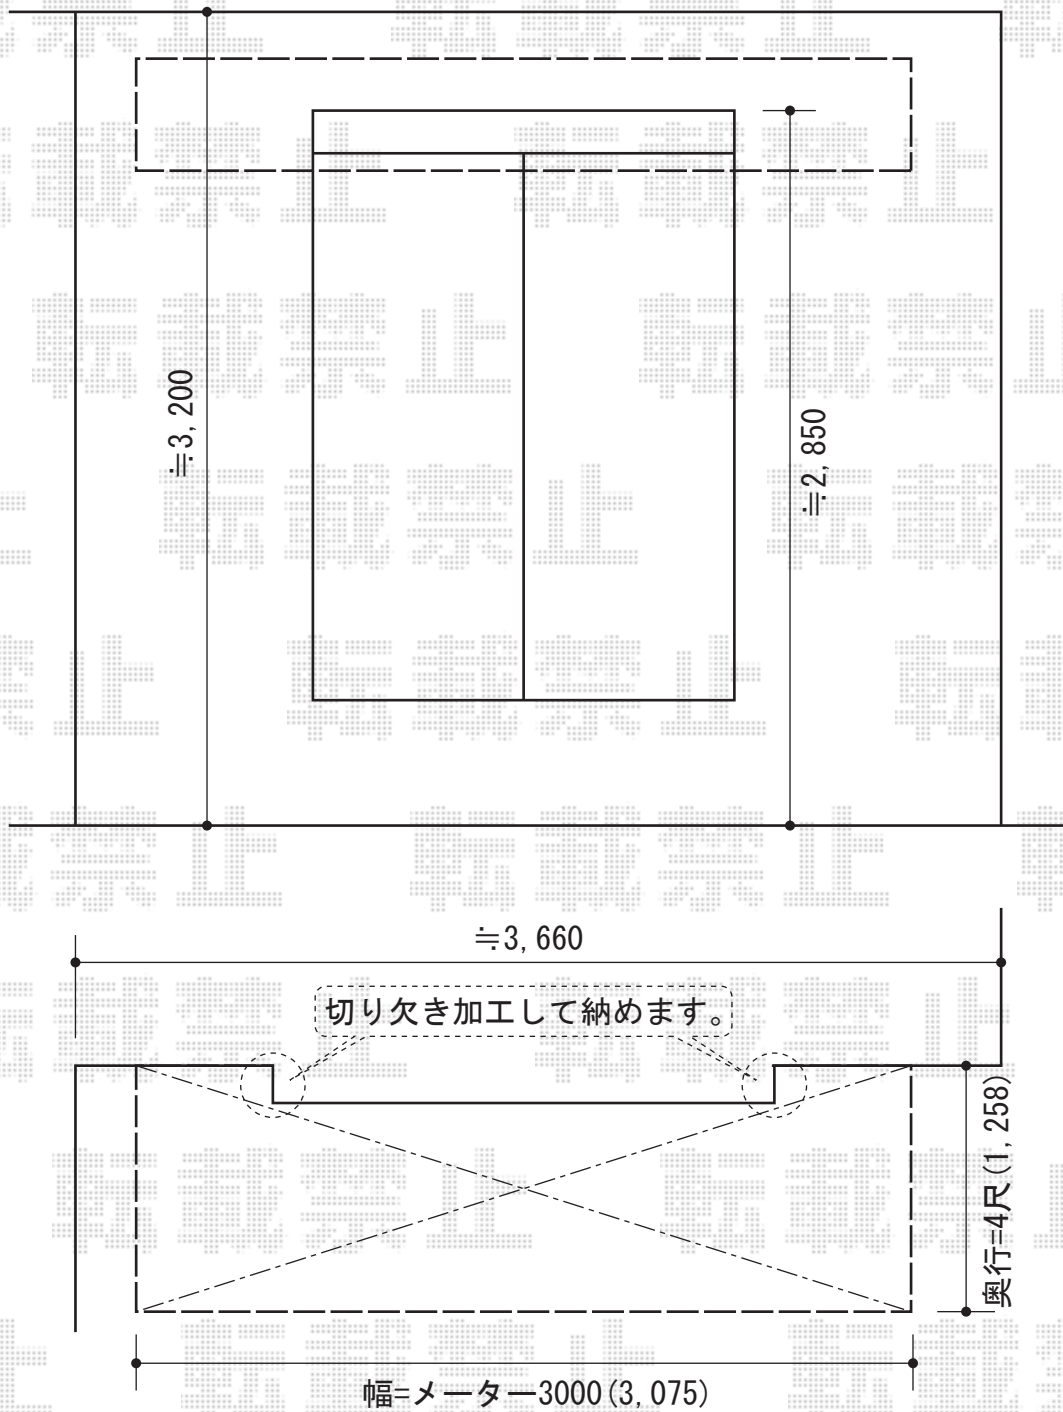 ≒3,200
≒2,850
≒3,660
切り欠き加工して納めます。
奥行=4尺(1,258)
幅=メーター3000(3,075)
転載禁止